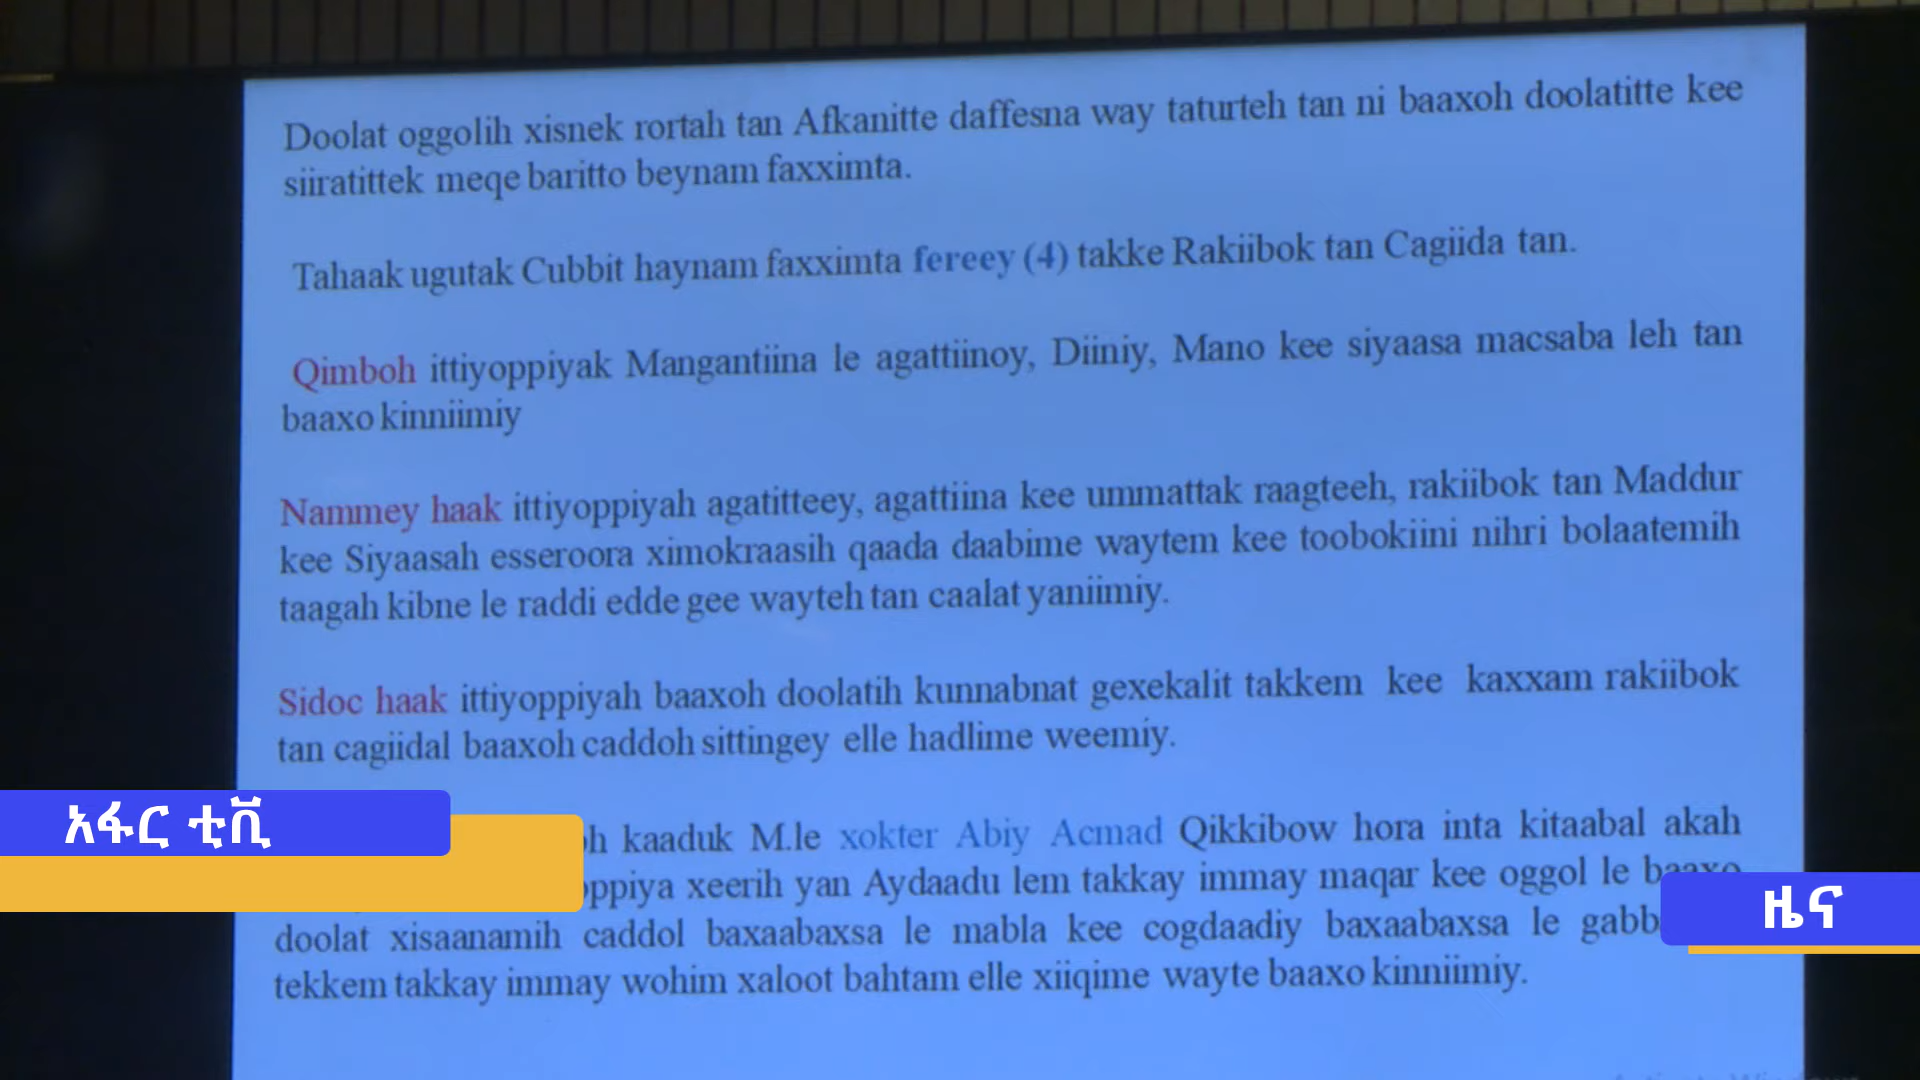 Doolat oggolih xisnek rortah tan Afkanitte daffesna way taturteh tan ni baaxoh doolatitte kee
siiratittek meqe baritto beynam faxximta.
Tahaak ugutak Cubbit haynam faxximta fereey (4) takke Rakiibok tan Cagiida tan.
Qimboh ittiyoppiyak Mangantiina le agattiinoy, Diiniy, Mano kee siyaasa macsaba leh tan
baaxo kinniimiy
Nammey haak ittiyoppiyah agatitteey, agattiina kee ummattak raagteeh, rakiibok tan Maddur
kee Siyaasah esseroora ximokraasih qaada daabime waytem kee toobokiini nihri bolaatemih
taagah kibne le raddi edde gee wayteh tan caalat yaniimiy.
Sidoc haak ittiyoppiyah baaxoh doolatih kunnabnat gexekalit takkem kee kaxxam rakiibok
tan cagiidal baaxoh caddoh sittingey elle hadlime weemiy.
kaaduk M.le xokter Abiy Acmad Qikkibow hora inta kitaabal akah
xeerih yan Aydaadu lem takkay immay maqar kee oggol le baaxo
doolat xisaanamih caddol baxaabaxsa le mabla kee cogdaadiy baxaabaxsa le
tekkem takkay immay wohim xaloot bahtam elle xiiqime wayte baaxo kinniimiy.
አፋር ቲቪ
ዜና